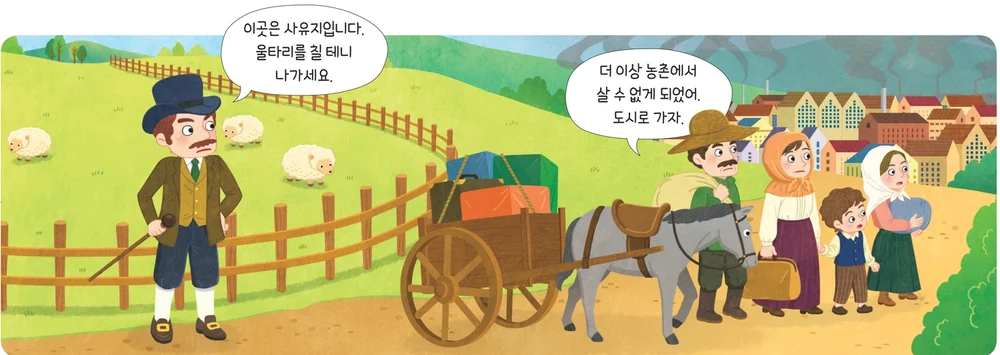 이곳은 사유지입니다.
울타리를 칠 테니
나가세요.
더 이상 농촌에서
살 수 없게 되었어.
도시로 가자.